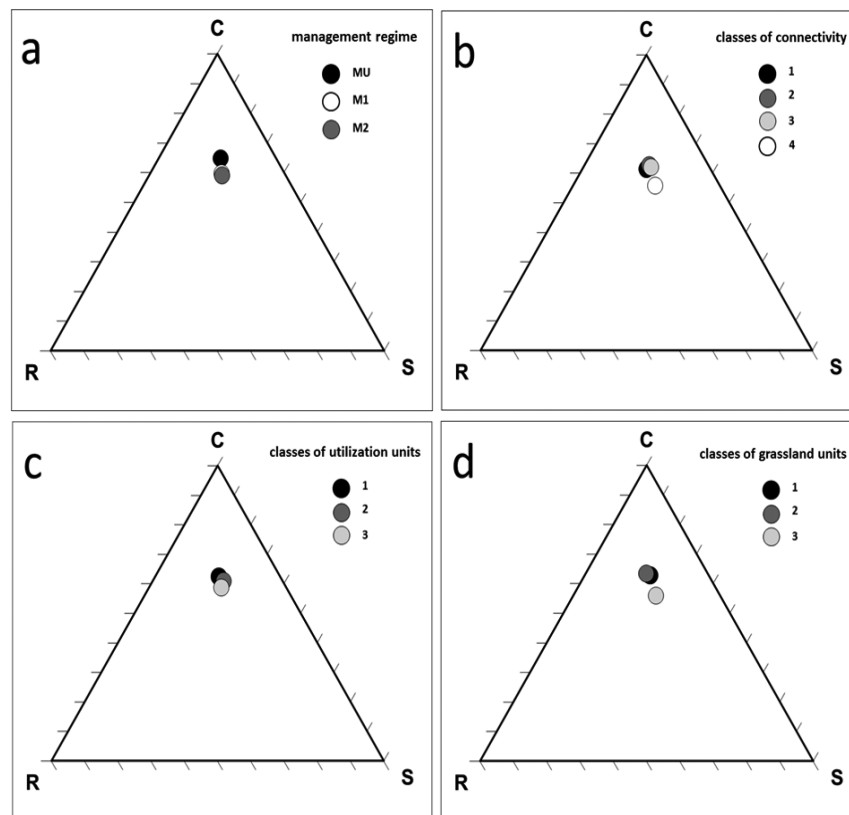 a
management regime
MU
M1
M2
C
R
S
b
classes of connectivity
1
2
3
4
C
R
S
c
classes of utilization units
1
2
3
C
R
S
d
classes of grassland units
1
2
3
C
R
S